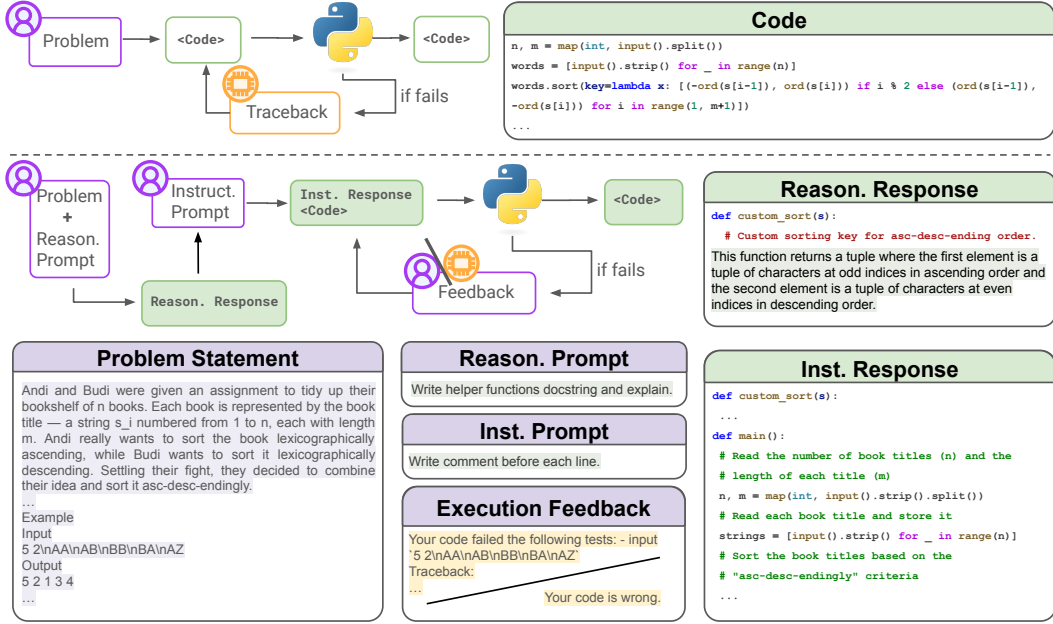 Problem
<Code>
<Code>
if fails
Traceback
Code
n, m = map(int, input().split())
words = [input().strip() for _ in range(n)]
words.sort(key=lambda x: [(-ord(s[i-1]), ord(s[i])) if i % 2 else (ord(s[i-1]),
-ord(s[i])) for i in range(1, m+1)])
...
Problem
+
Reason.
Prompt
Instruct.
Prompt
Inst. Response
<Code>
<Code>
if fails
Feedback
Reason. Response
Reason. Response
def custom_sort(s):
# Custom sorting key for asc-desc-ending order.
This function returns a tuple where the first element is a
tuple of characters at odd indices in ascending order and
the second element is a tuple of characters at even
indices in descending order.
Problem Statement
Andi and Budi were given an assignment to tidy up their
bookshelf of n books. Each book is represented by the book
title — a string s_i numbered from 1 to n, each with length
m. Andi really wants to sort the book lexicographically
ascending, while Budi wants to sort it lexicographically
descending. Settling their fight, they decided to combine
their idea and sort it asc-desc-endingly.
...
Example
Input
5 2\nAA\nAB\nBB\nBA\nAZ
Output
5 2 1 3 4
...
Reason. Prompt
Write helper functions docstring and explain.
Inst. Prompt
Write comment before each line.
Execution Feedback
Your code failed the following tests: - input
`5 2\nAA\nAB\nBB\nBA\nAZ`
Traceback:
...
Your code is wrong.
Inst. Response
def custom_sort(s):
...
def main():
# Read the number of book titles (n) and the
# length of each title (m)
n, m = map(int, input().strip().split())
# Read each book title and store it
strings = [input().strip() for _ in range(n)]
# Sort the book titles based on the
# "asc-desc-endingly" criteria
...